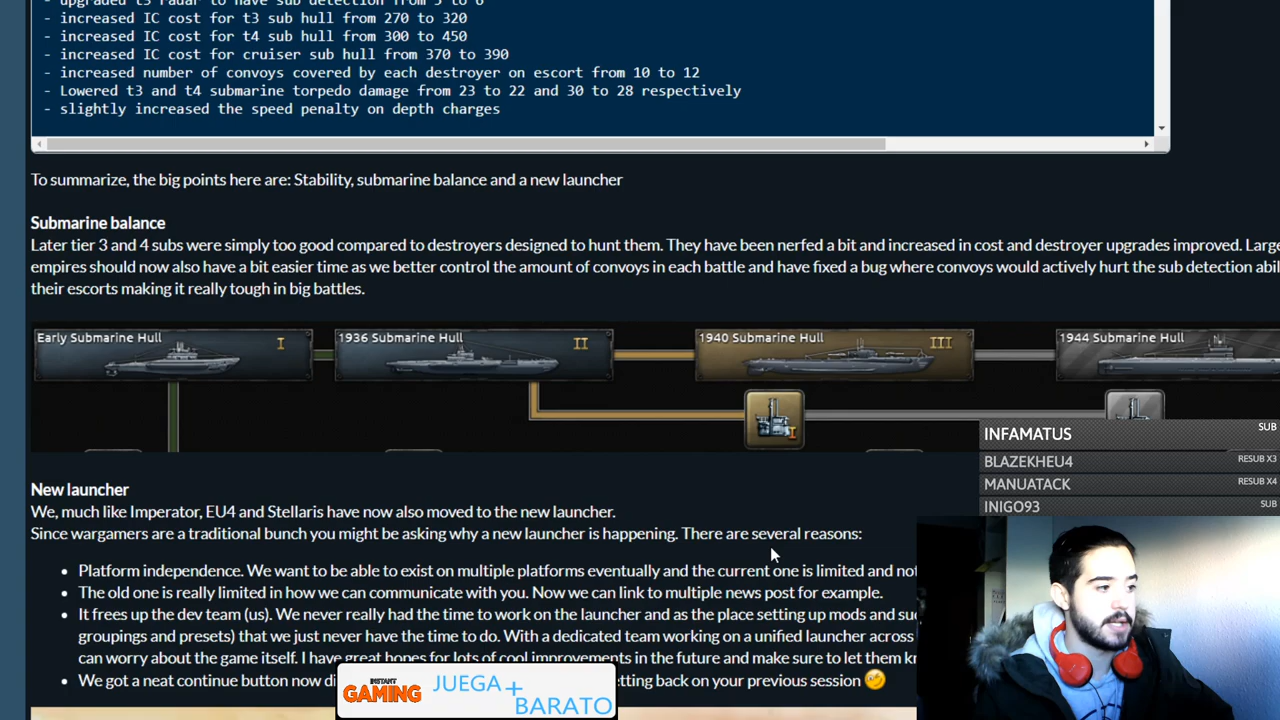 - upgraded t3 radar to have sub detection from 5 to 6
- increased IC cost for t3 sub hull from 270 to 320
- increased IC cost for t4 sub hull from 300 to 450
- increased IC cost for cruiser sub hull from 370 to 390
- increased number of convoys covered by each destroyer on escort from 10 to 12
- Lowered t3 and t4 submarine torpedo damage from 23 to 22 and 30 to 28 respectively
- slightly increased the speed penalty on depth charges
To summarize, the big points here are: Stability, submarine balance and a new launcher
Submarine balance
Later tier 3 and 4 subs were simply too good compared to destroyers designed to hunt them. They have been nerfed a bit and increased in cost and destroyer upgrades improved. Large
empires should now also have a bit easier time as we better control the amount of convoys in each battle and have fixed a bug where convoys would actively hurt the sub detection abil
their escorts making it really tough in big battles.
Early Submarine Hull I
1936 Submarine Hull II
1940 Submarine Hull III
1944 Submarine Hull
I
INFAMATUS SUB
BLAZEKHEU4 RESUB X3
MANUATACK RESUB X4
INIGO93 SUB
New launcher
We, much like Imperator, EU4 and Stellaris have now also moved to the new launcher.
Since wargamers are a traditional bunch you might be asking why a new launcher is happening. There are several reasons:
• Platform independence. We want to be able to exist on multiple platforms eventually and the current one is limited and not
• The old one is really limited in how we can communicate with you. Now we can link to multiple news post for example.
• It frees up the dev team (us). We never really had the time to work on the launcher and as the place setting up mods and su
groupings and presets) that we just never have the time to do. With a dedicated team working on a unified launcher across
can worry about the game itself. I have great hopes for lots of cool improvements in the future and make sure to let them kn
• We got a neat continue button now di
etting back on your previous session
INSTANT GAMING
JUEGA+
BARATO